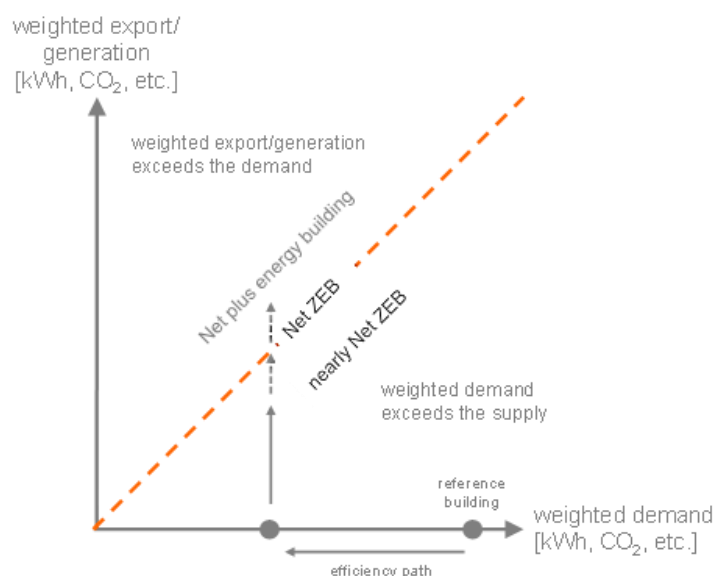 weighted export/
generation
[kWh, CO₂, etc.]
weighted export/generation
exceeds the demand
Net plus energy building
Net ZEB
nearly Net ZEB
weighted demand
exceeds the supply
reference
building
weighted demand
[kWh, CO₂, etc.]
efficiency path